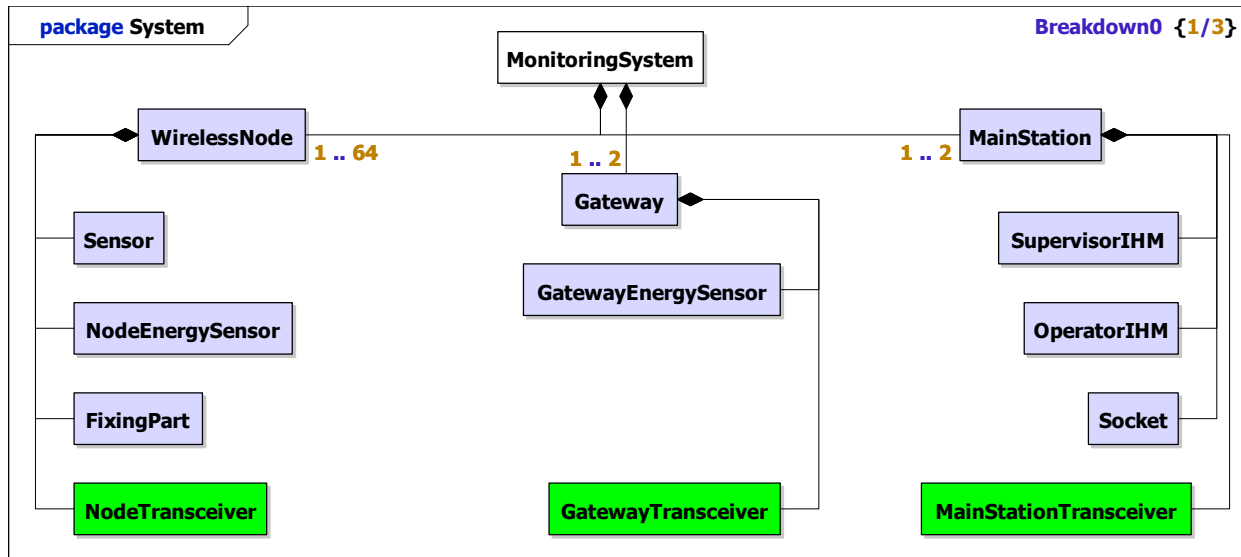 package System
Breakdown0 {1/3}
MonitoringSystem
WirelessNode
MainStation
1 .. 64
1 .. 2
1 .. 2
Gateway
Sensor
SupervisorIHM
GatewayEnergySensor
NodeEnergySensor
OperatorIHM
FixingPart
Socket
NodeTransceiver
GatewayTransceiver
MainStationTransceiver